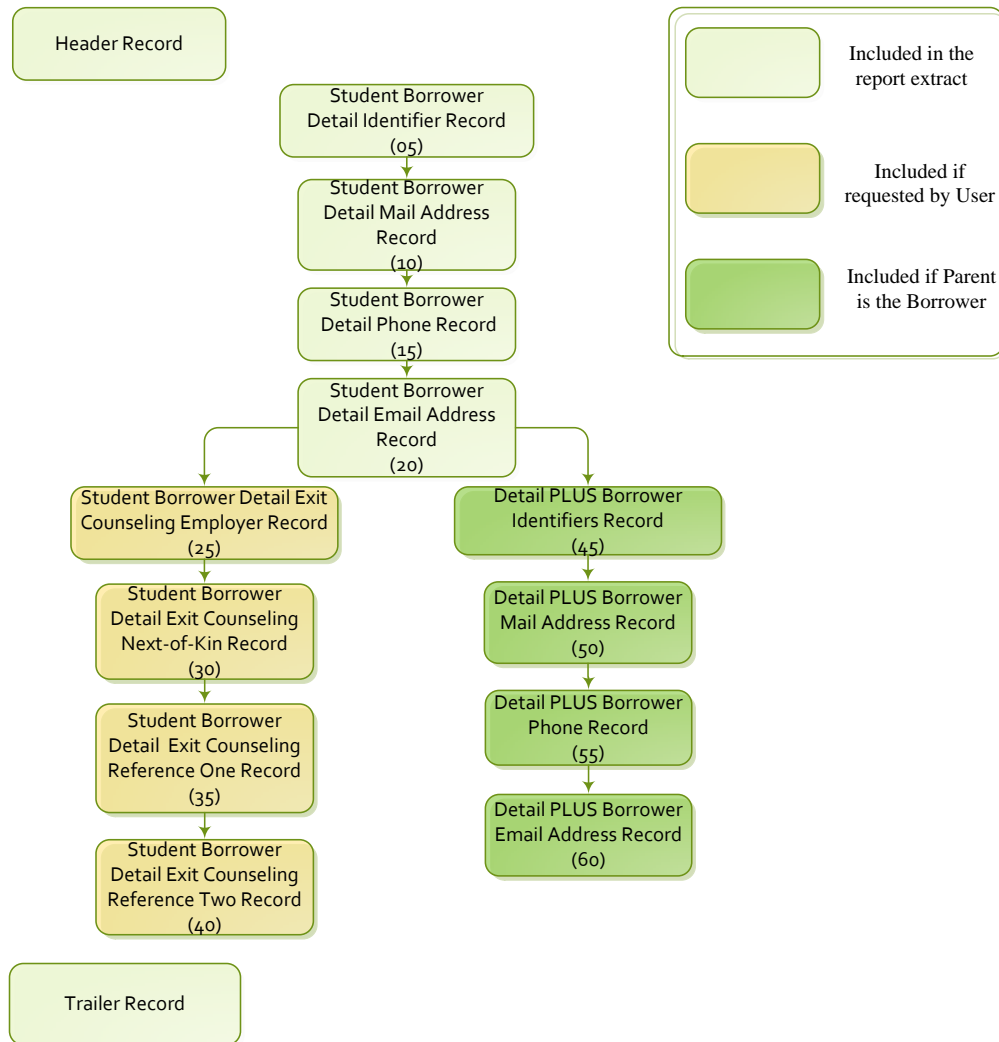 Header Record
Student Borrower
Detail Identifier Record
(05)
Student Borrower
Detail Mail Address
Record
(10)
Student Borrower
Detail Phone Record
(15)
Student Borrower
Detail Email Address
Record
(20)
Student Borrower Detail Exit
Counseling Employer Record
(25)
Student Borrower
Detail Exit Counseling
Next-of-Kin Record
(30)
Student Borrower
Detail  Exit Counseling
Reference One Record
(35)
Student Borrower
Detail Exit Counseling
Reference Two Record
(40)
Detail PLUS Borrower
Identifiers Record
(45)
Detail PLUS Borrower
Mail Address Record
(50)
Detail PLUS Borrower
Phone Record
(55)
Detail PLUS Borrower
Email Address Record
(60)
Trailer Record
Included in the
report extract
Included if
requested by User
Included if Parent
is the Borrower